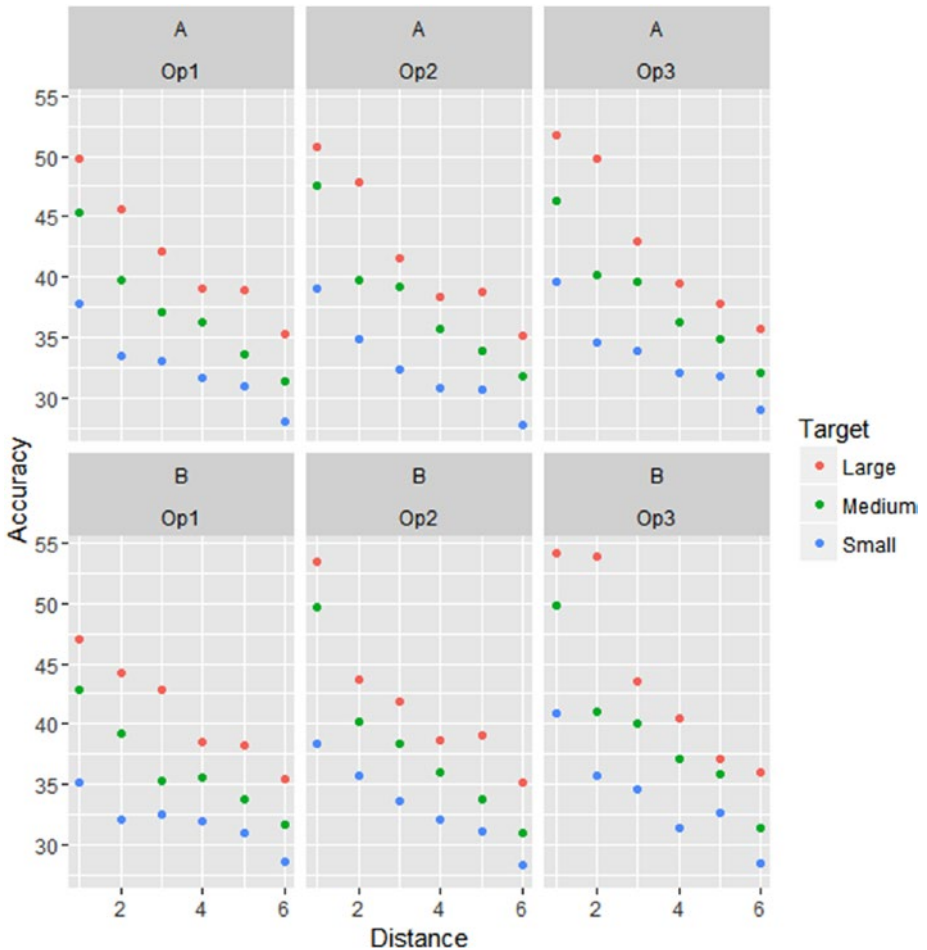 A A A
Op1 Op2 Op3
55
50
45
40
35
30
B B B
Op1 Op2 Op3
55
50
45
40
35
30
2 4 6 2 4 6 2 4 6
Distance
Accuracy
Target
Large
Medium
Small